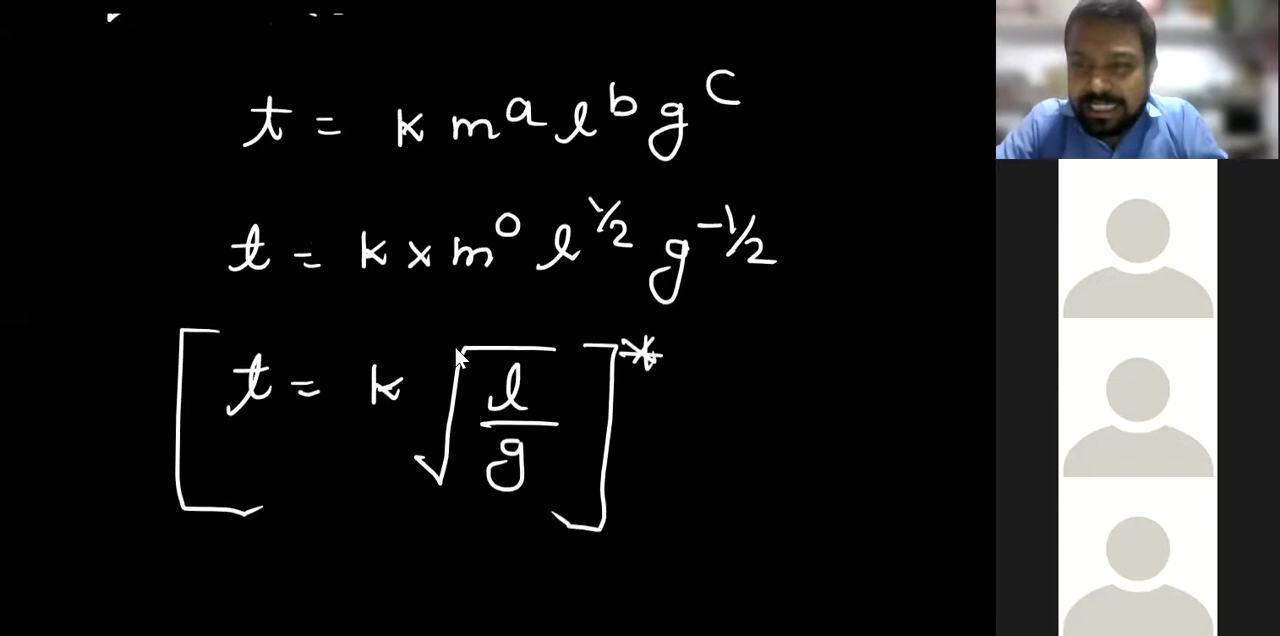 t = k m^a l^b g^c
t = k x m^0 l^1/2 g^-1/2
[ t = k √(l/g) ]*